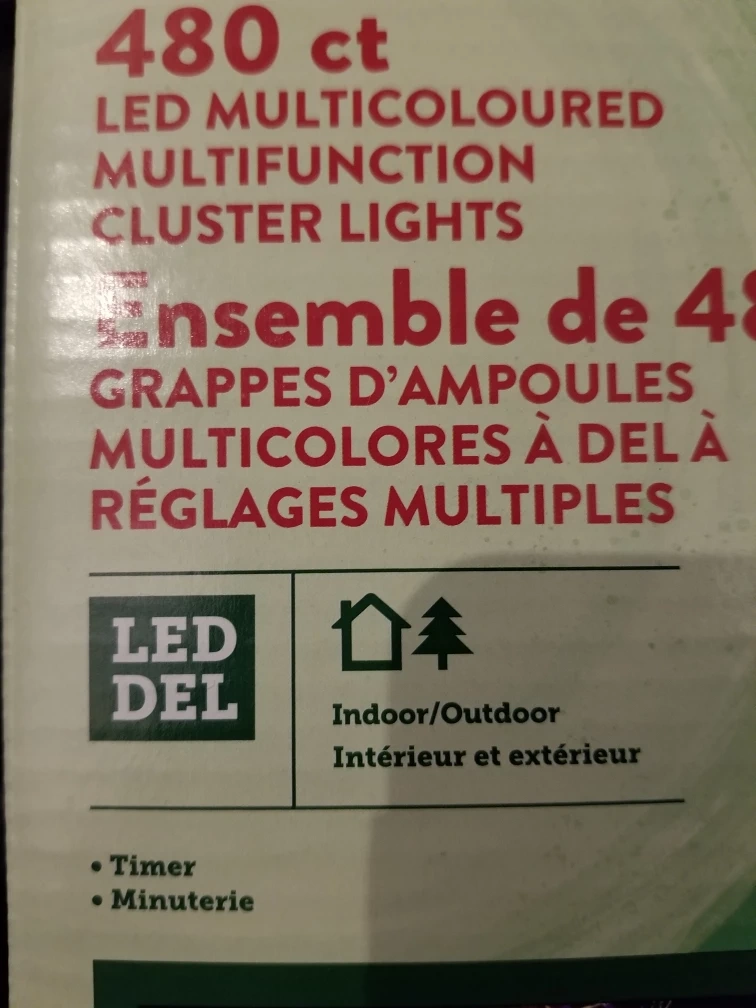 480 ct
LED MULTICOLOURED
MULTIFUNCTION
CLUSTER LIGHTS
Ensemble de
GRAPPES D'AMPOULES
MULTICOLORES À DEL À
RÉGLAGES MULTIPLES
LED
DEL
Indoor/Outdoor
Intérieur et extérieur
• Timer
• Minuterie